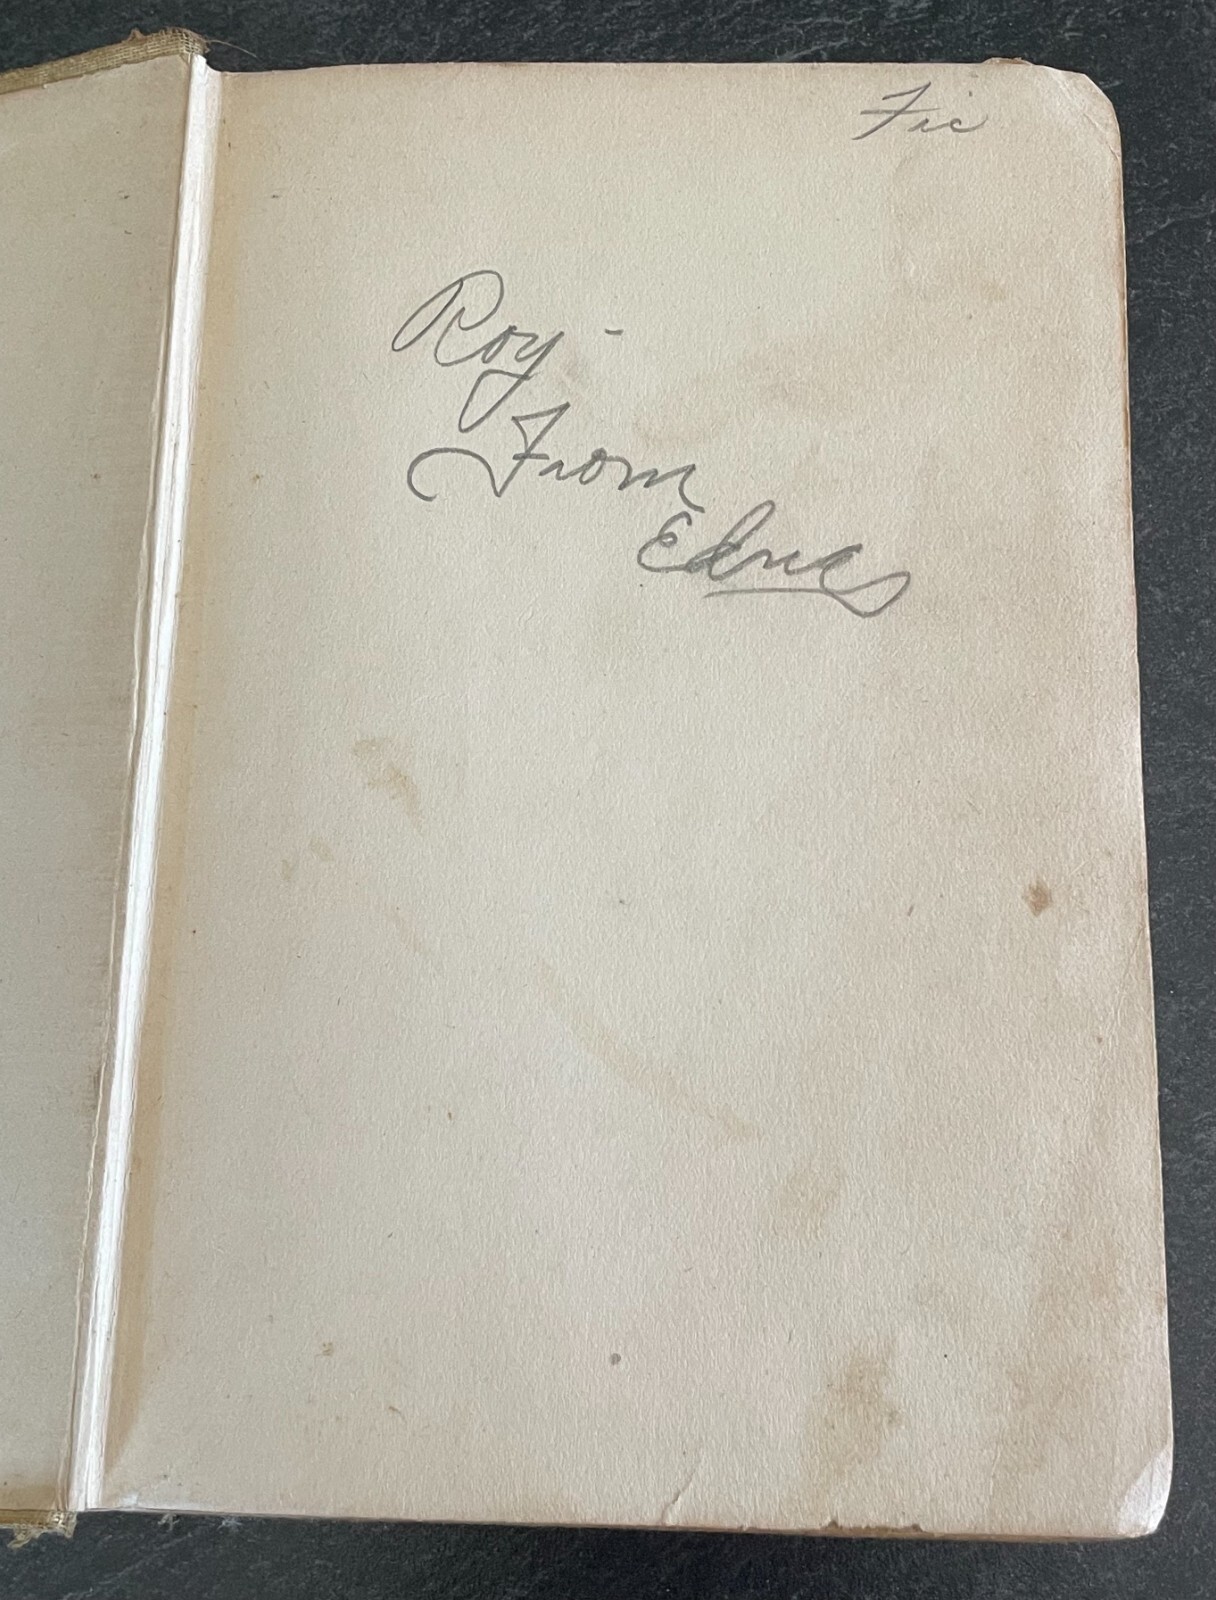 Fic
Roy -
From
Edna